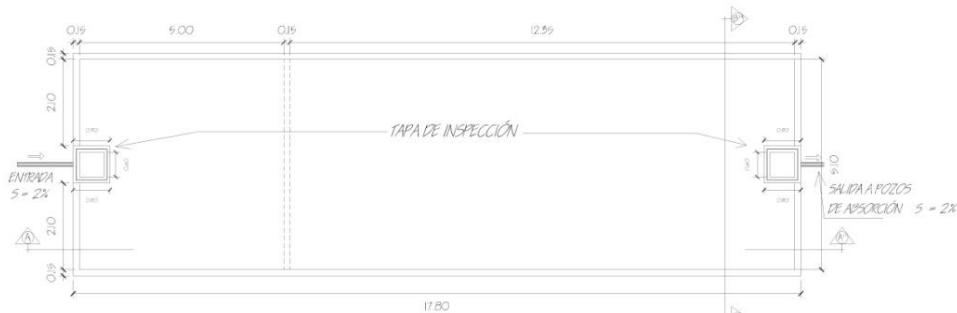 0.15
5.00
0.15
12.35
0.15
B'
0.15
2.10
TAPA DE INSPECCIÓN
ENTRADA
S = 2%
SALIDA A POZOS
DE ABSORCIÓN S = 2%
2.10
A
A'
0.15
17.80